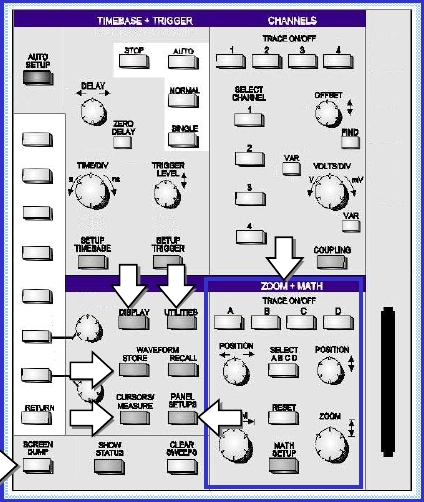 TIMEBASE + TRIGGER
CHANNELS
TRACE ON/OFF
STOP
AUTO
1 2 3 4
AUTO
SETUP
DELAY
NORMAL
SELECT
CHANNEL
OFFSET
1
ZERO
DELAY
SINGLE
FIND
2
TIME/DIV
TRIGGER
LEVEL
VAR
VOLTS/DIV
s
ns
V
mV
3
VAR
4
SETUP
TIMEBASE
SETUP
TRIGGER
COUPLING
ZOOM + MATH
TRACE ON/OFF
DISPLAY
UTILITIES
A B C D
WAVEFORM
STORE
RECALL
POSITION
SELECT
A B C D
POSITION
CURSORS/
MEASURE
PANEL
SETUPS
RETURN
RESET
ZOOM
SCREEN
DUMP
SHOW
STATUS
CLEAR
SWEEPS
MATH
SETUP